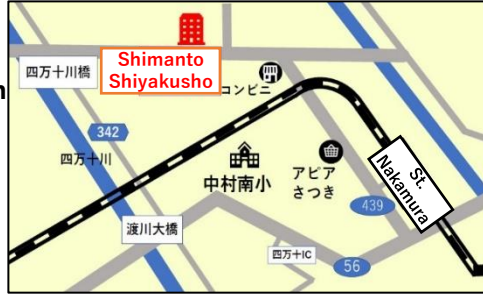 Shimanto
Shiyakusho
四万十川橋
コンビニ
342
四万十川
中村南小
アピア
さつき
St.
Nakamura
439
渡川大橋
四万十IC
56